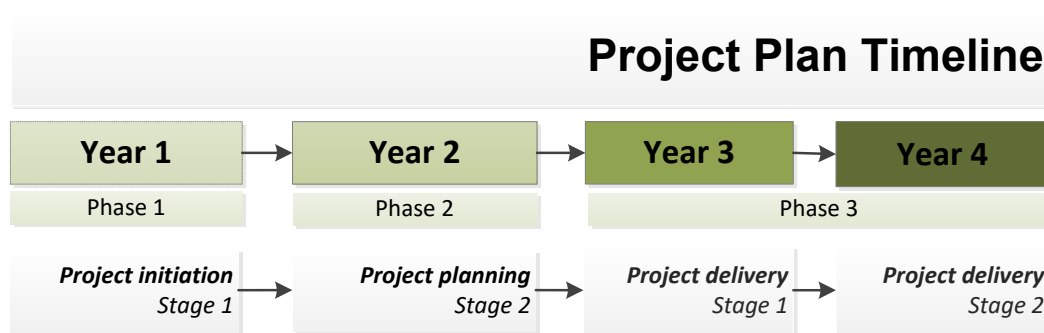 Project Plan Timeline
Year 1
Year 2
Year 3
Year 4
Phase 1
Phase 2
Phase 3
Project initiation
Stage 1
Project planning
Stage 2
Project delivery
Stage 1
Project delivery
Stage 2